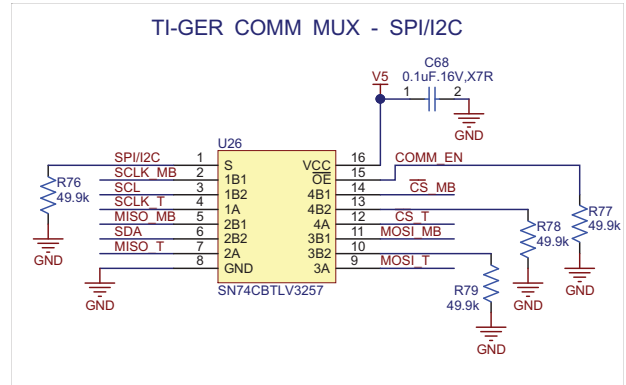 TI-GER COMM MUX - SPI/I2C
C68
0.1uF.16V,X7R
V5
1 2
GND
U26
SPI/I2C 1 S VCC 16
SCLK_MB 2 1B1 OE 15 COMM_EN
SCL 3 1B2 4B1 14 CS_MB
SCLK_T 4 1A 4B2 13
MISO_MB 5 2B1 4A 12 CS_T
SDA 6 2B2 3B1 11 MOSI_MB
MISO_T 7 2A 3B2 10
8 GND 3A 9 MOSI_T
SN74CBTLV3257
R76
49.9k
GND
GND
R77
49.9k
GND
R78
49.9k
GND
R79
49.9k
GND